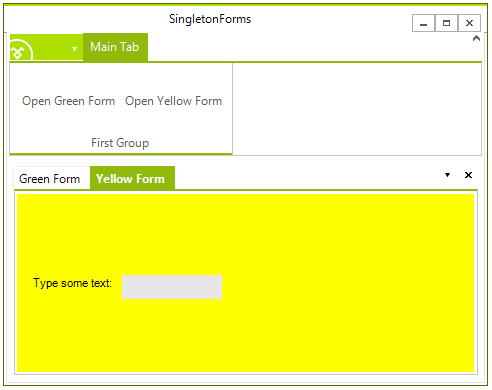 SingletonForms
Main Tab
Open Green Form Open Yellow Form
First Group
Green Form Yellow Form
Type some text: